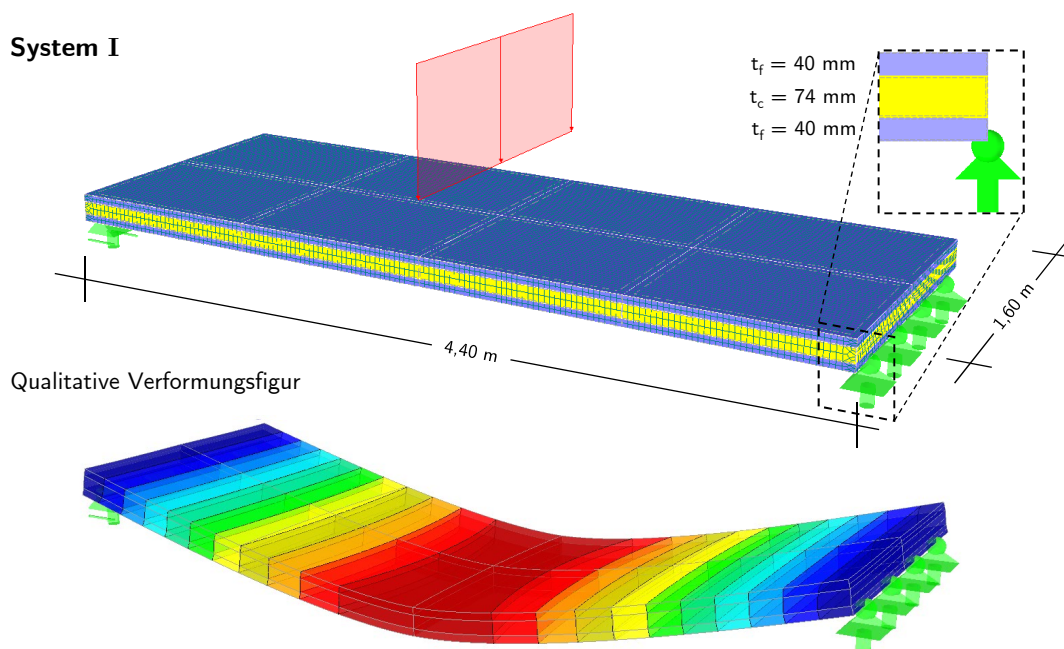 System I
t_f = 40 mm
t_c = 74 mm
t_f = 40 mm
1,60 m
4,40 m
Qualitative Verformungsfigur